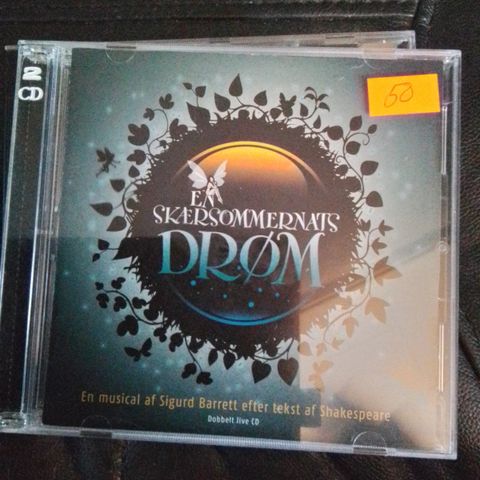 2
CD
50
EN
SKÆRSOMMERNATS
DRØM
En musical af Sigurd Barrett efter tekst af Shakespeare
Dobbelt live CD